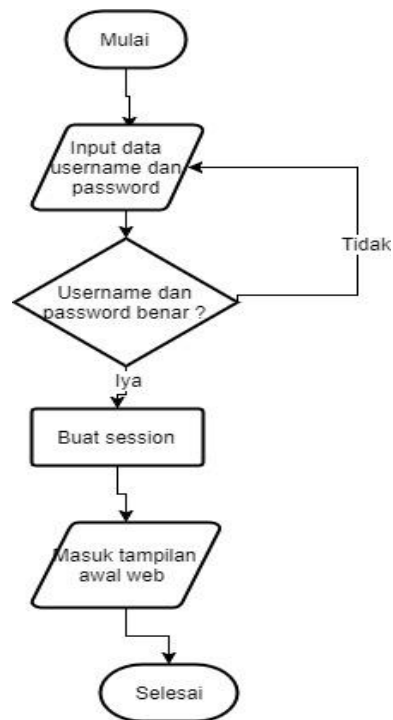 Mulai
Input data
username dan
password
Tidak
Username dan
password benar ?
Iya
Buat session
Masuk tampilan
awal web
Selesai